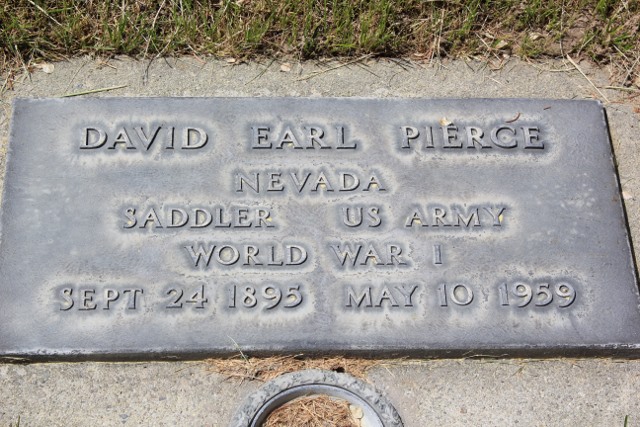 DAVID EARL PIERCE
NEVADA
SADDLER US ARMY
WORLD WAR I
SEPT 24 1895 MAY 10 1959